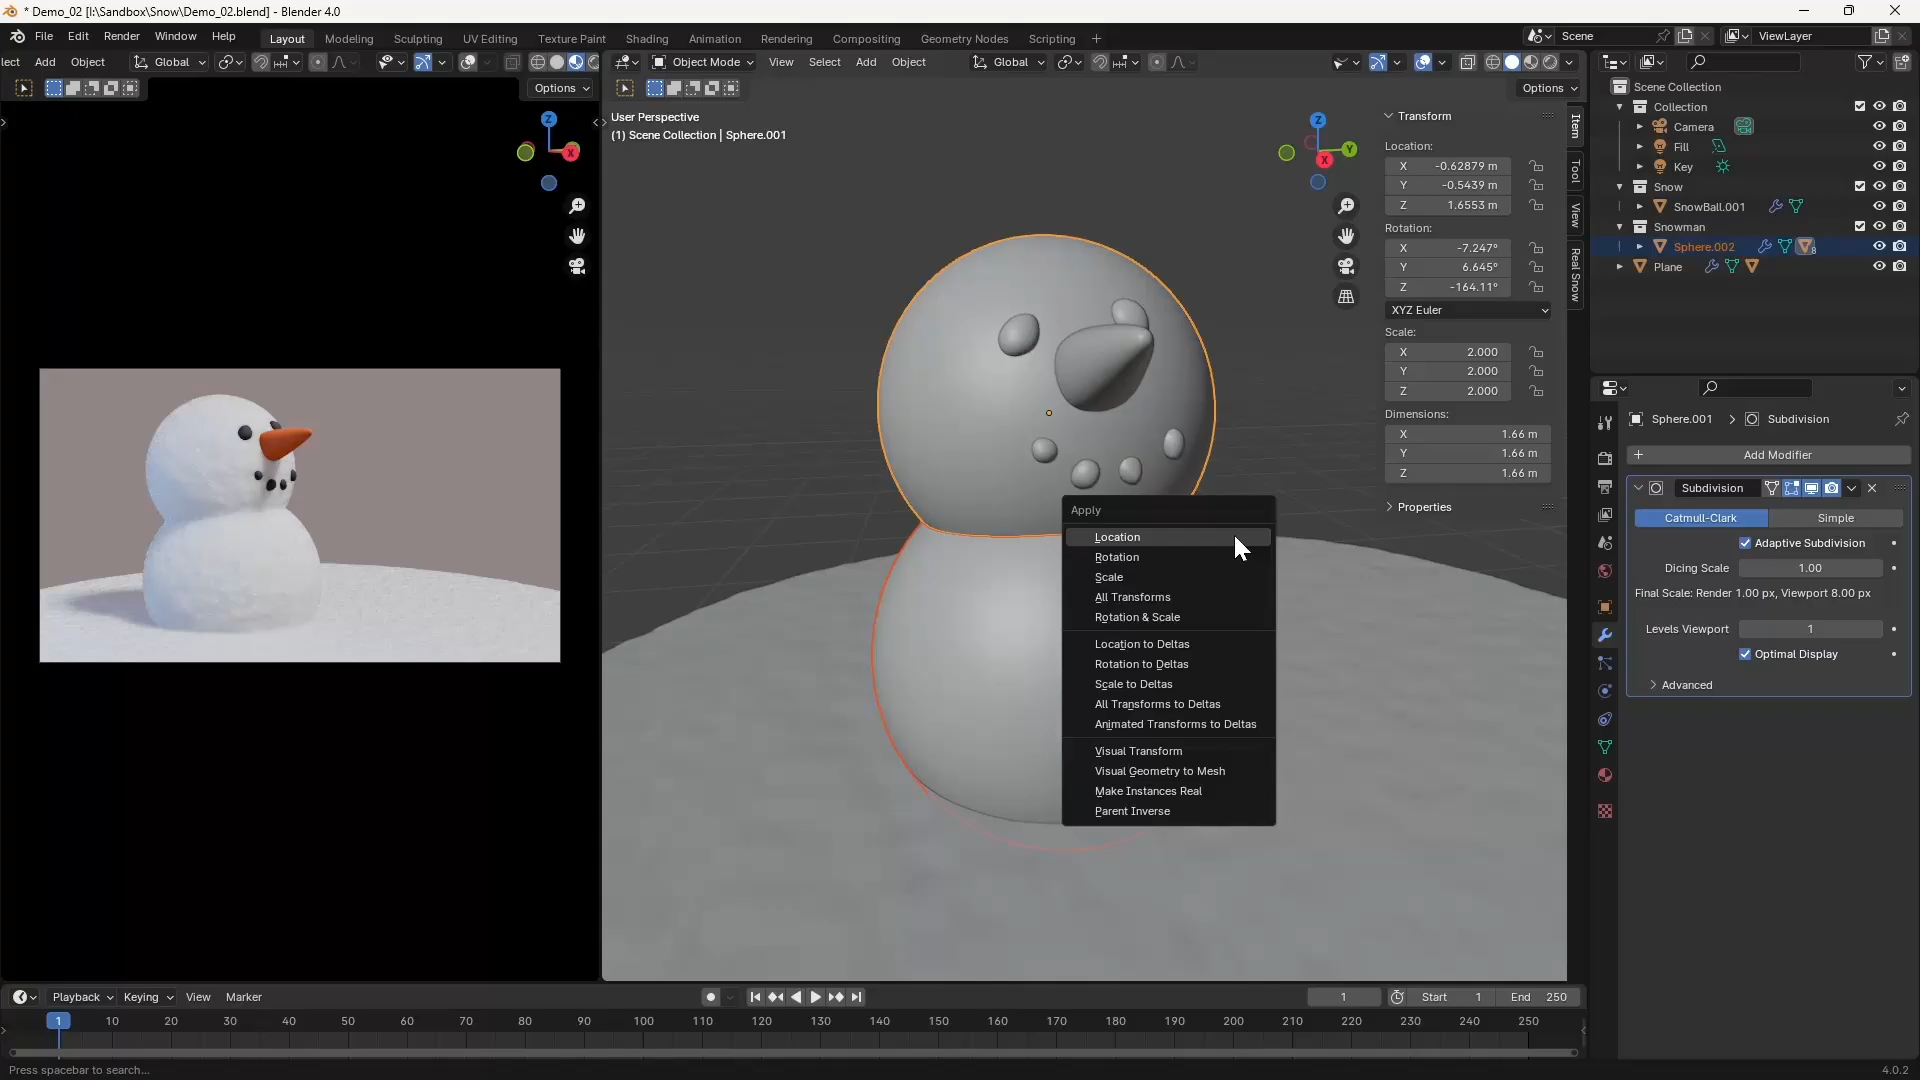 * Demo_02 [I:\Sandbox\Snow\Demo_02.blend] - Blender 4.0
File Edit Render Window Help Layout Modeling Sculpting UV Editing Texture Paint Shading Animation Rendering Compositing Geometry Nodes Scripting + Scene ViewLayer
lect Add Object Global Object Mode View Select Add Object Global
Options Options
User Perspective
(1) Scene Collection | Sphere.001
Z
X
Z
Y
X
Transform
Location:
X -0.62879 m
Y -0.5439 m
Z 1.6553 m
Rotation:
X -7.247°
Y 6.645°
Z -164.11°
XYZ Euler
Scale:
X 2.000
Y 2.000
Z 2.000
Dimensions:
X 1.66 m
Y 1.66 m
Z 1.66 m
Properties
Item
Tool
View
Real Snow
Apply
Location
Rotation
Scale
All Transforms
Rotation & Scale
Location to Deltas
Rotation to Deltas
Scale to Deltas
All Transforms to Deltas
Animated Transforms to Deltas
Visual Transform
Visual Geometry to Mesh
Make Instances Real
Parent Inverse
Scene Collection
Collection
Camera
Fill
Key
Snow
SnowBall.001
Snowman
Sphere.002 8
Plane
Sphere.001 > Subdivision
+ Add Modifier
Subdivision
Catmull-Clark Simple
Adaptive Subdivision
Dicing Scale 1.00
Final Scale: Render 1.00 px, Viewport 8.00 px
Levels Viewport 1
Optimal Display
Advanced
Playback Keying View Marker 1 Start 1 End 250
1 10 20 30 40 50 60 70 80 90 100 110 120 130 140 150 160 170 180 190 200 210 220 230 240 250
Press spacebar to search... 4.0.2